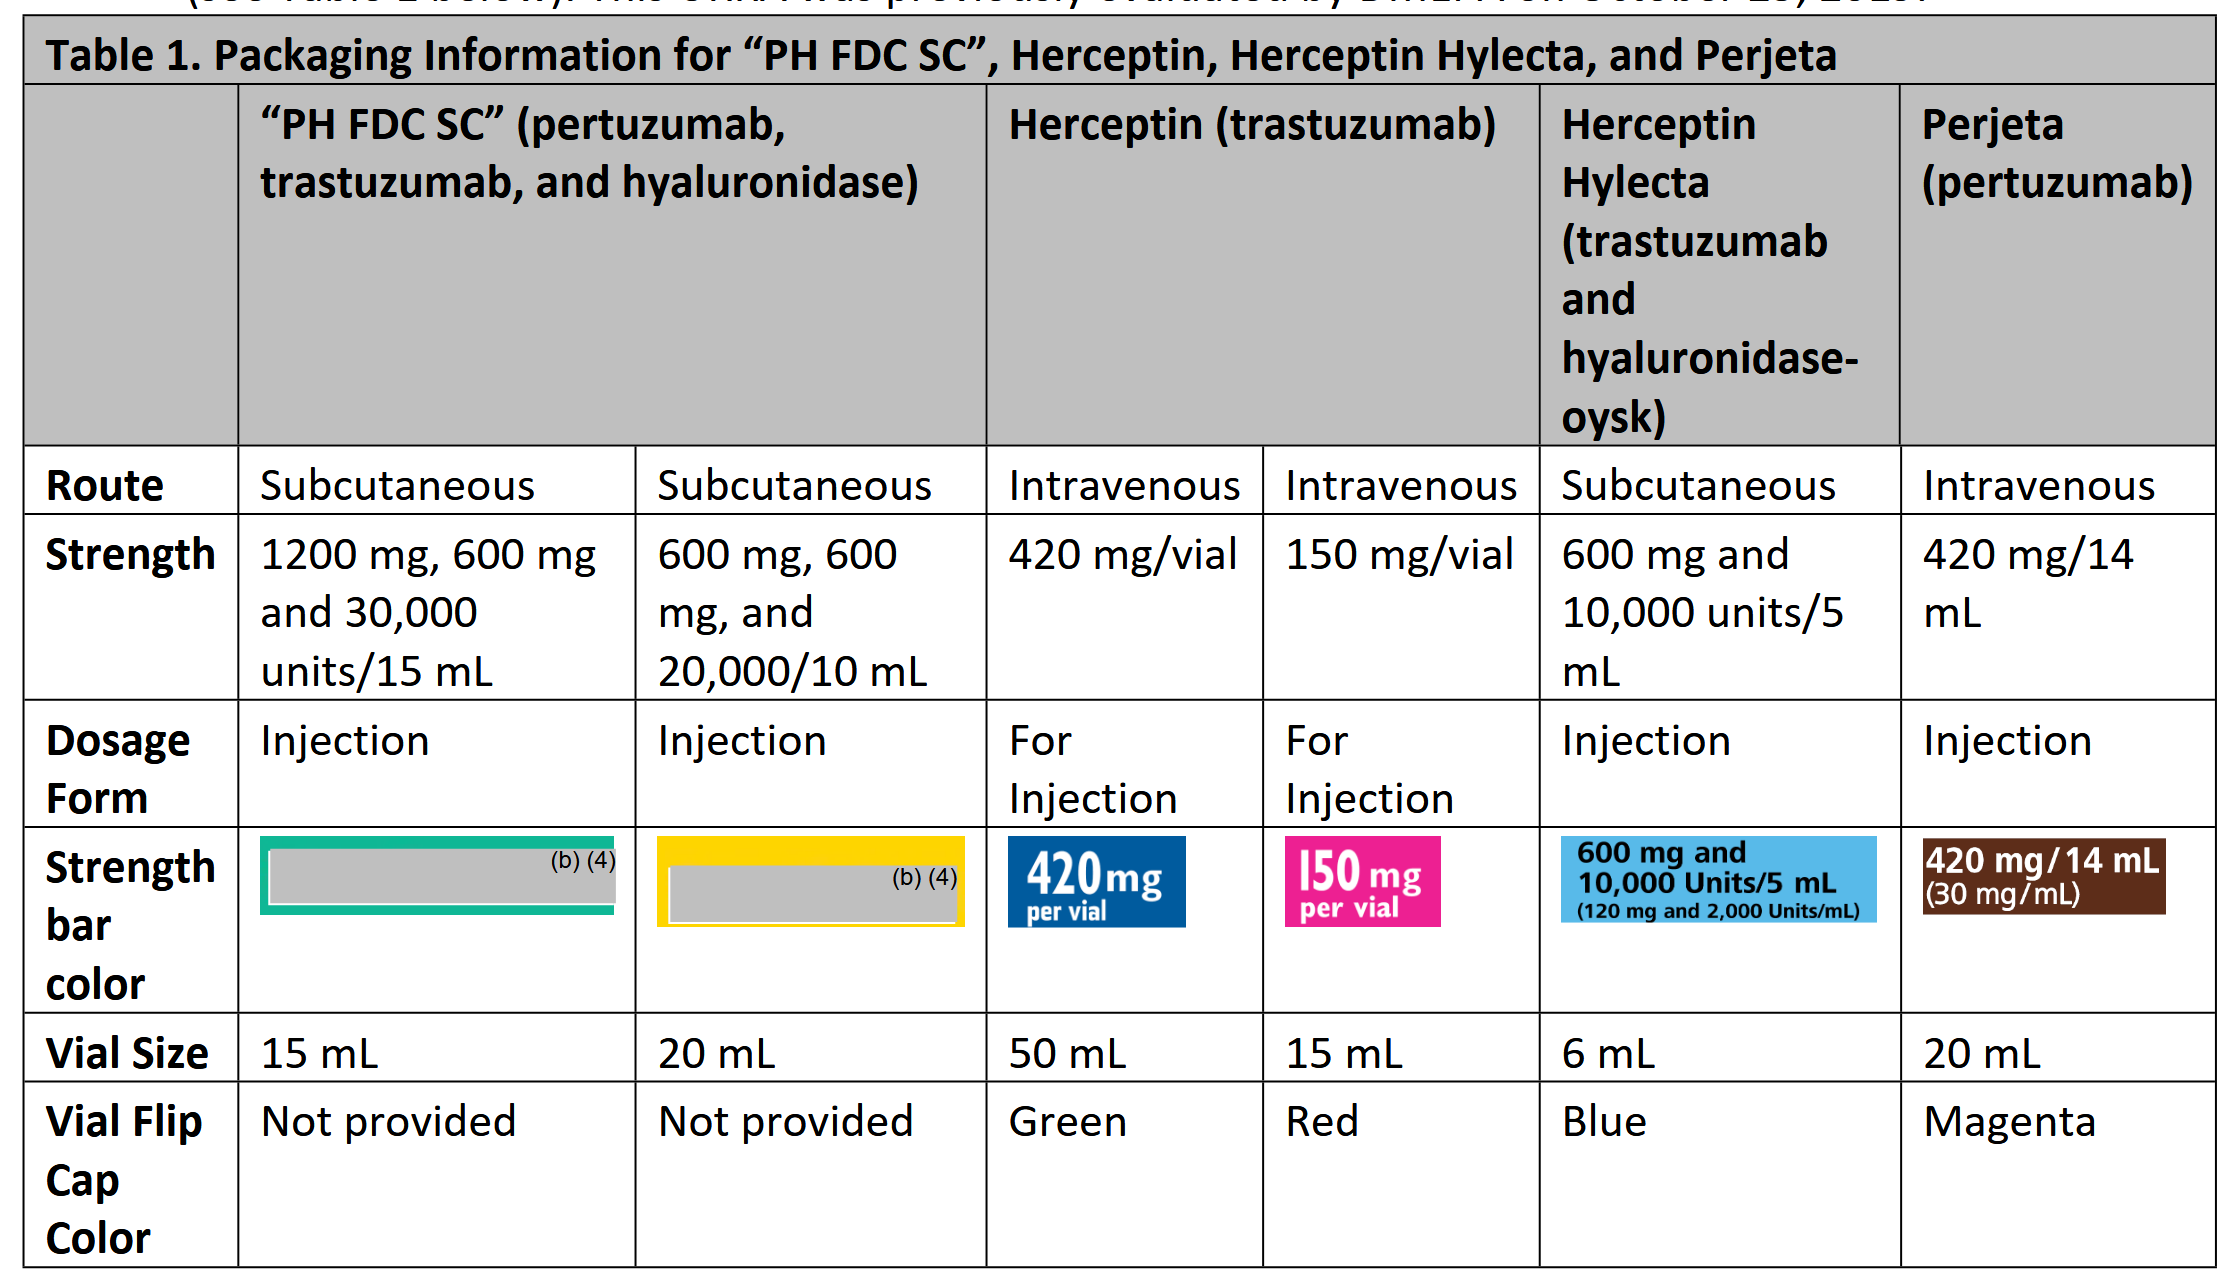 Table 1. Packaging Information for “PH FDC SC”, Herceptin, Herceptin Hylecta, and Perjeta
“PH FDC SC” (pertuzumab,
trastuzumab, and hyaluronidase)
Herceptin (trastuzumab)
Herceptin
Hylecta
(trastuzumab
and
hyaluronidase-
oysk)
Perjeta
(pertuzumab)
Route
Subcutaneous
Subcutaneous
Intravenous
Intravenous
Subcutaneous
Intravenous
Strength
1200 mg, 600 mg
and 30,000
units/15 mL
600 mg, 600
mg, and
20,000/10 mL
420 mg/vial
150 mg/vial
600 mg and
10,000 units/5
mL
420 mg/14
mL
Dosage
Form
Injection
Injection
For
Injection
For
Injection
Injection
Injection
Strength
bar
color
(b) (4)
(b) (4)
420 mg
per vial
150 mg
per vial
600 mg and
10,000 Units/5 mL
(120 mg and 2,000 Units/mL)
420 mg/14 mL
(30 mg/mL)
Vial Size
15 mL
20 mL
50 mL
15 mL
6 mL
20 mL
Vial Flip
Cap
Color
Not provided
Not provided
Green
Red
Blue
Magenta